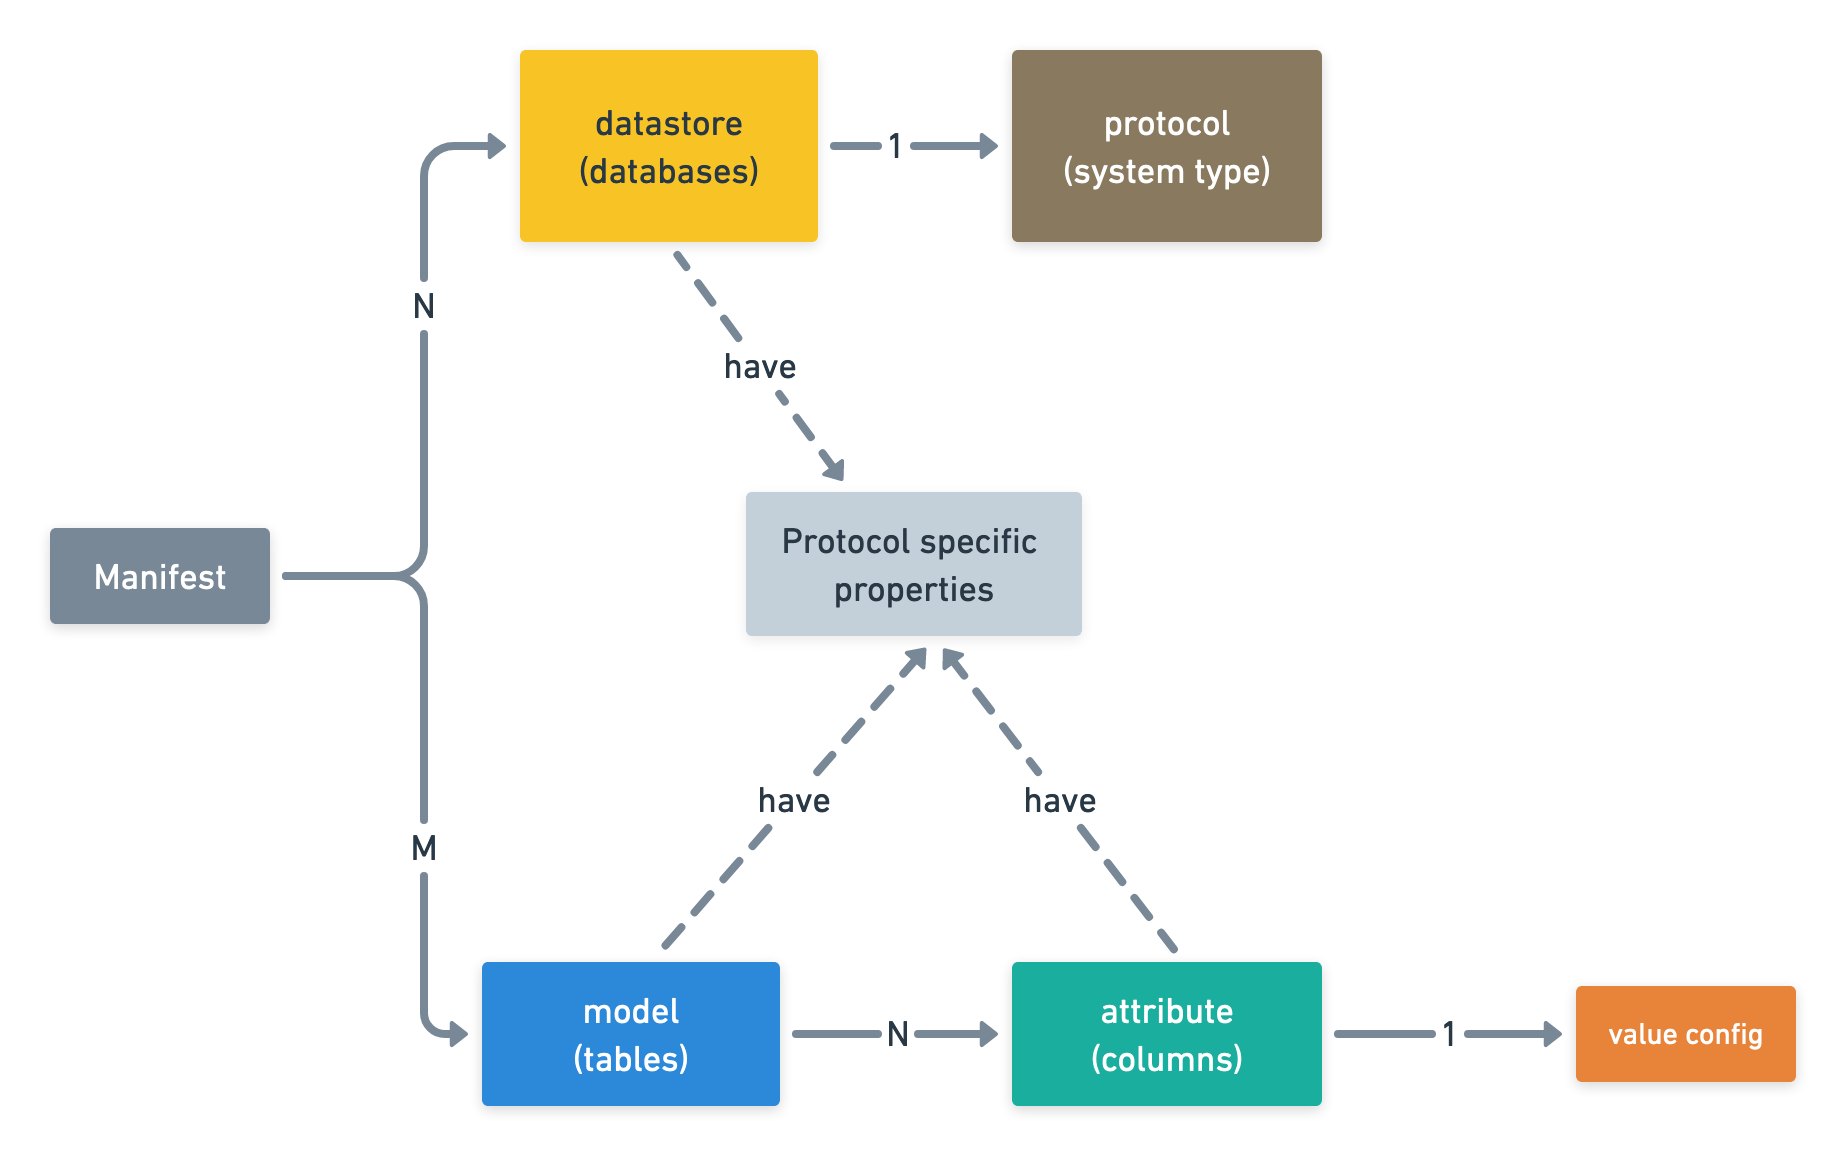 datastore
(databases)
1
protocol
(system type)
N
have
Protocol specific
properties
Manifest
have
have
M
model
(tables)
N
attribute
(columns)
1
value config